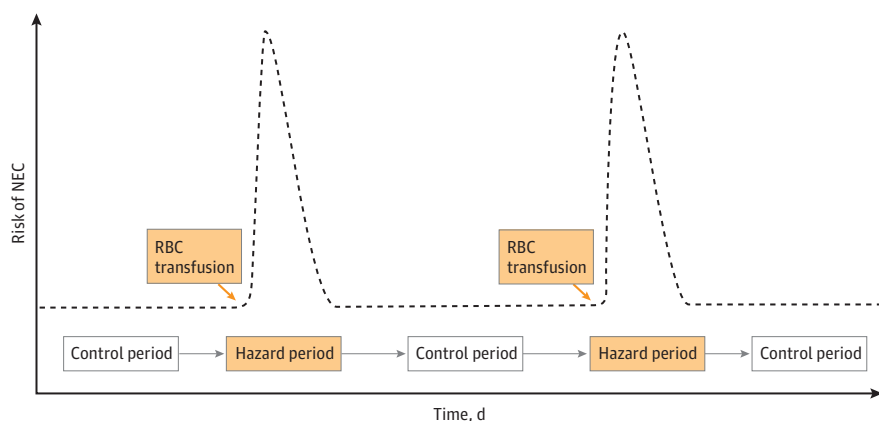 Risk of NEC
RBC
transfusion
RBC
transfusion
Control period
Hazard period
Control period
Hazard period
Control period
Time, d